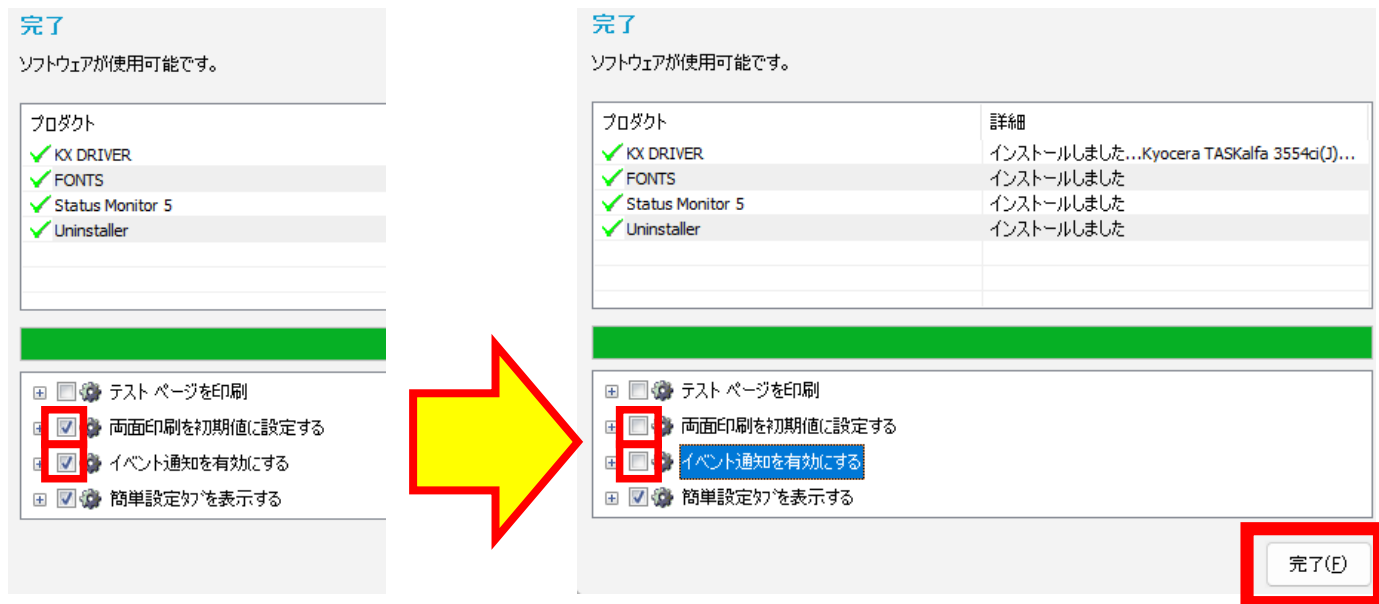 完了
ソフトウェアが使用可能です。
プロダクト
KX DRIVER
FONTS
Status Monitor 5
Uninstaller
テスト ページを印刷
両面印刷を初期値に設定する
イベント通知を有効にする
簡単設定ﾀﾌﾞを表示する
完了
ソフトウェアが使用可能です。
プロダクト 詳細
KX DRIVER インストールしました...Kyocera TASKalfa 3554ci(J)...
FONTS インストールしました
Status Monitor 5 インストールしました
Uninstaller インストールしました
テスト ページを印刷
両面印刷を初期値に設定する
イベント通知を有効にする
簡単設定ﾀﾌﾞを表示する
完了(F)